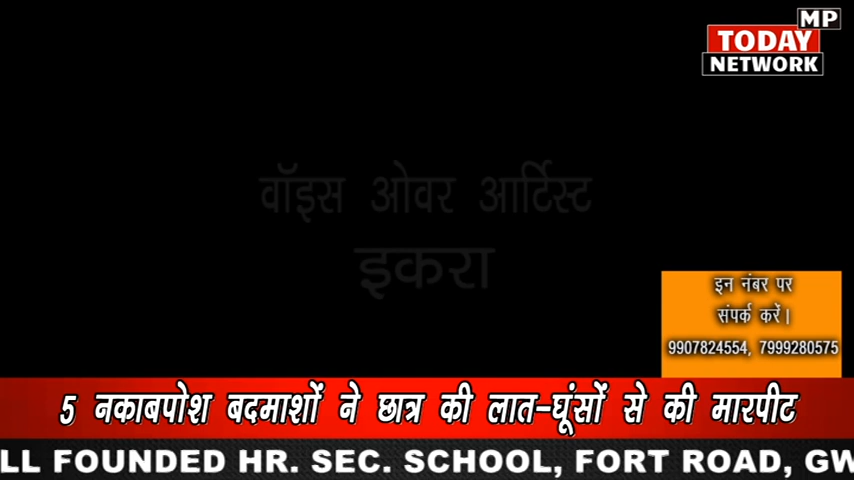 MP
TODAY
NETWORK
वॉइस ओवर आर्टिस्ट
इकरा
इन नंबर पर
संपर्क करें।
9907824554, 7999280575
5 नकाबपोश बदमाशों ने छात्र की लात-घूंसों से की मारपीट
LL FOUNDED HR. SEC. SCHOOL, FORT ROAD, GW